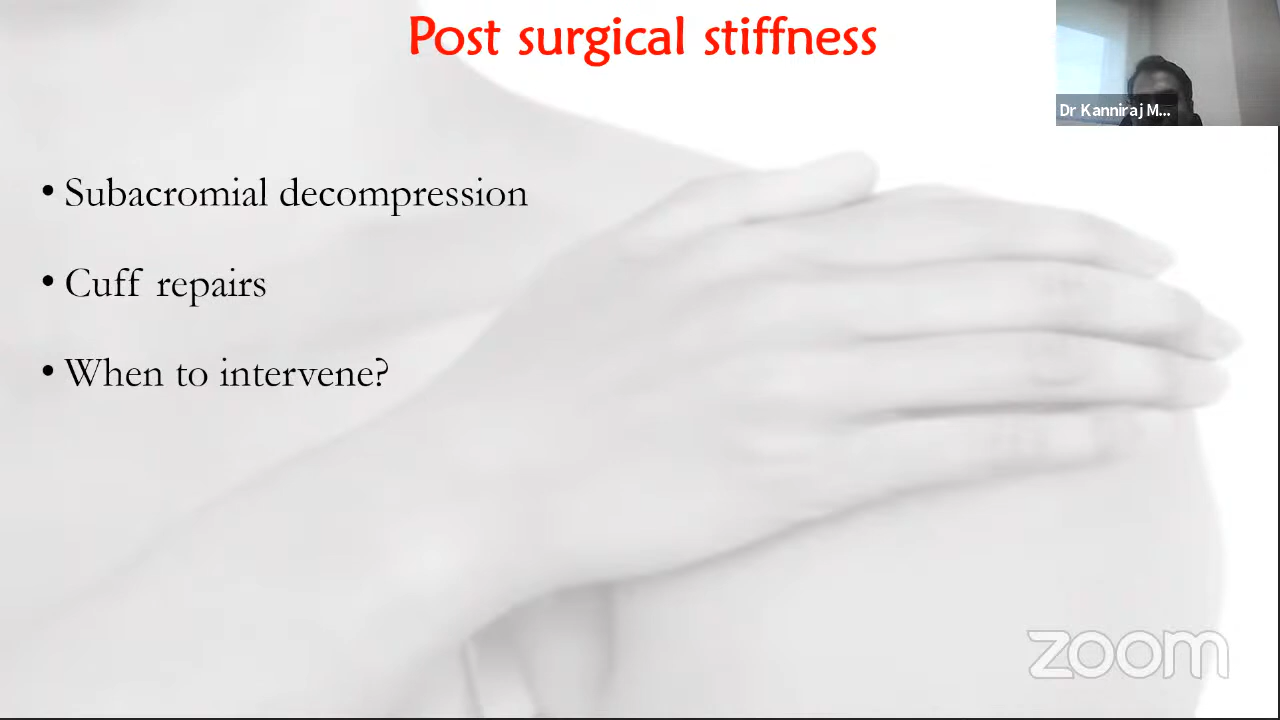 Post surgical stiffness
Dr Kanniraj M...
• Subacromial decompression
• Cuff repairs
• When to intervene?
zoom